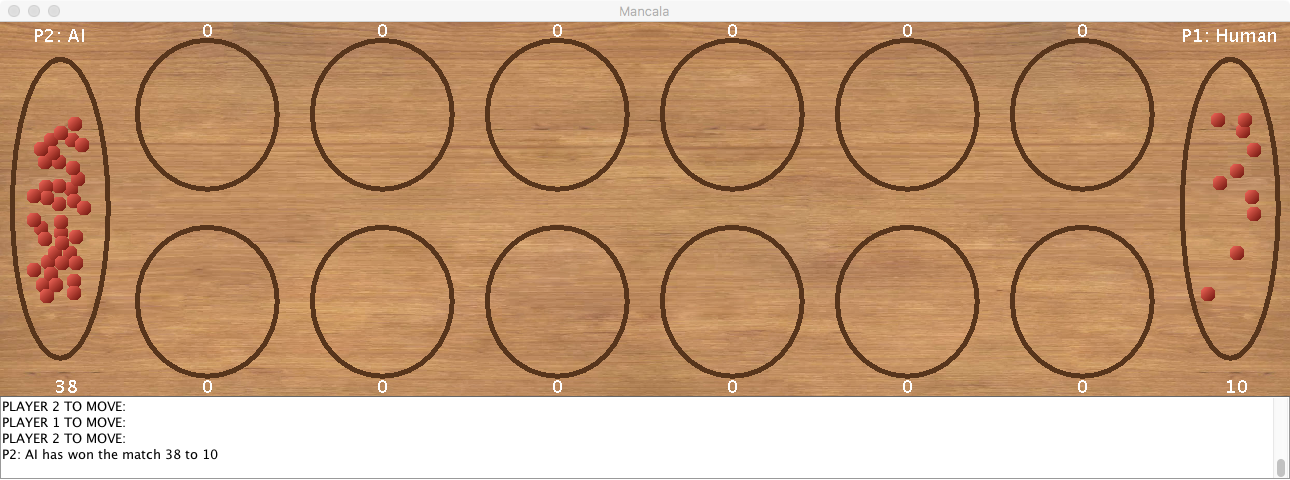 Mancala
P2: AI
0
0
0
0
0
0
P1: Human
38
0
0
0
0
0
0
10
PLAYER 2 TO MOVE:
PLAYER 1 TO MOVE:
PLAYER 2 TO MOVE:
P2: AI has won the match 38 to 10